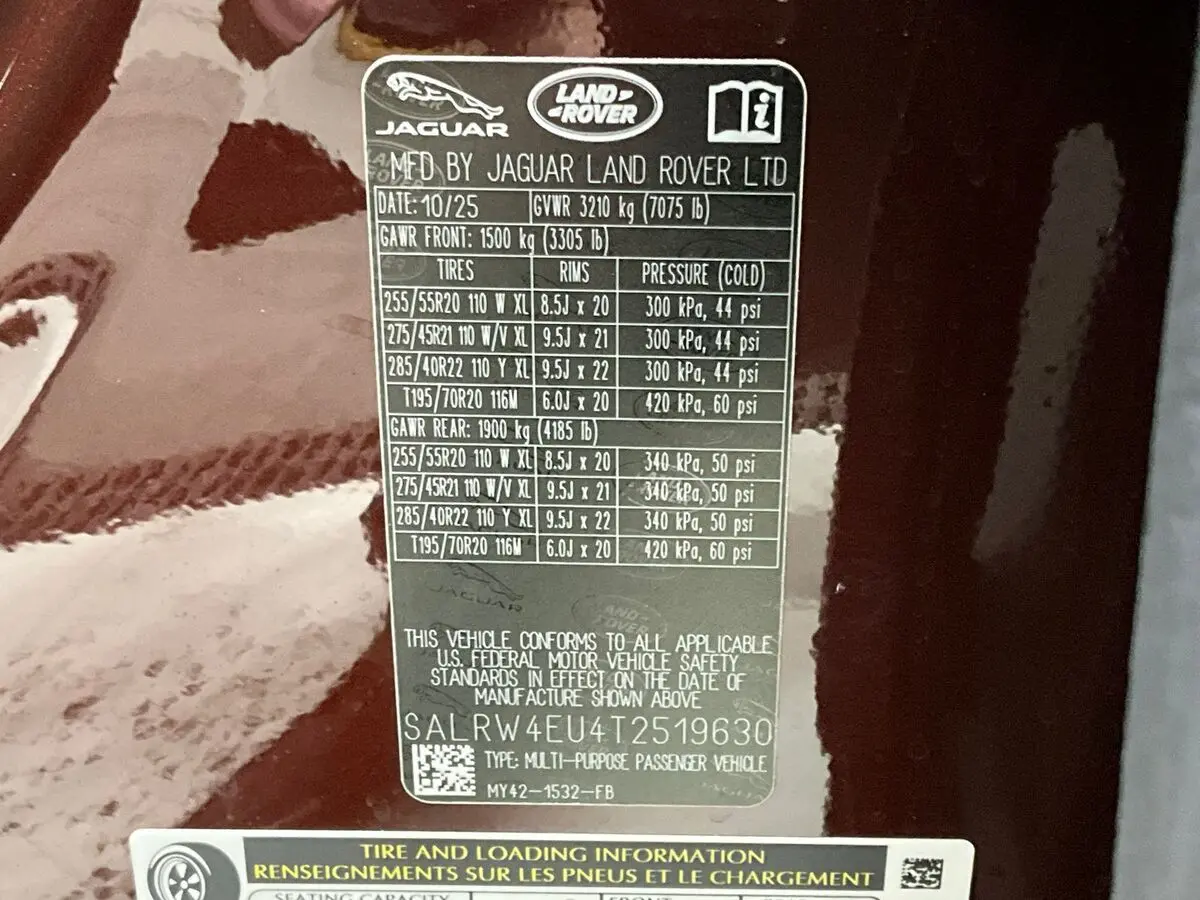 JAGUAR
LAND ROVER
MFD BY JAGUAR LAND ROVER LTD
DATE: 10/25 GVWR 3210 kg (7075 lb)
GAWR FRONT: 1500 kg (3305 lb)
TIRES RIMS PRESSURE (COLD)
255/55R20 110 W XL 8.5J x 20 300 kPa, 44 psi
275/45R21 110 W/V XL 9.5J x 21 300 kPa, 44 psi
285/40R22 110 Y XL 9.5J x 22 300 kPa, 44 psi
T195/70R20 116M 6.0J x 20 420 kPa, 60 psi
GAWR REAR: 1900 kg (4185 lb)
255/55R20 110 W XL 8.5J x 20 340 kPa, 50 psi
275/45R21 110 W/V XL 9.5J x 21 340 kPa, 50 psi
285/40R22 110 Y XL 9.5J x 22 340 kPa, 50 psi
T195/70R20 116M 6.0J x 20 420 kPa, 60 psi
THIS VEHICLE CONFORMS TO ALL APPLICABLE
U.S. FEDERAL MOTOR VEHICLE SAFETY
STANDARDS IN EFFECT ON THE DATE OF
MANUFACTURE SHOWN ABOVE
SALRW4EU4T2519630
TYPE: MULTI-PURPOSE PASSENGER VEHICLE
MY42-1532-FB
TIRE AND LOADING INFORMATION
RENSEIGNEMENTS SUR LES PNEUS ET LE CHARGEMENT
SEATING CAPACITY FRONT